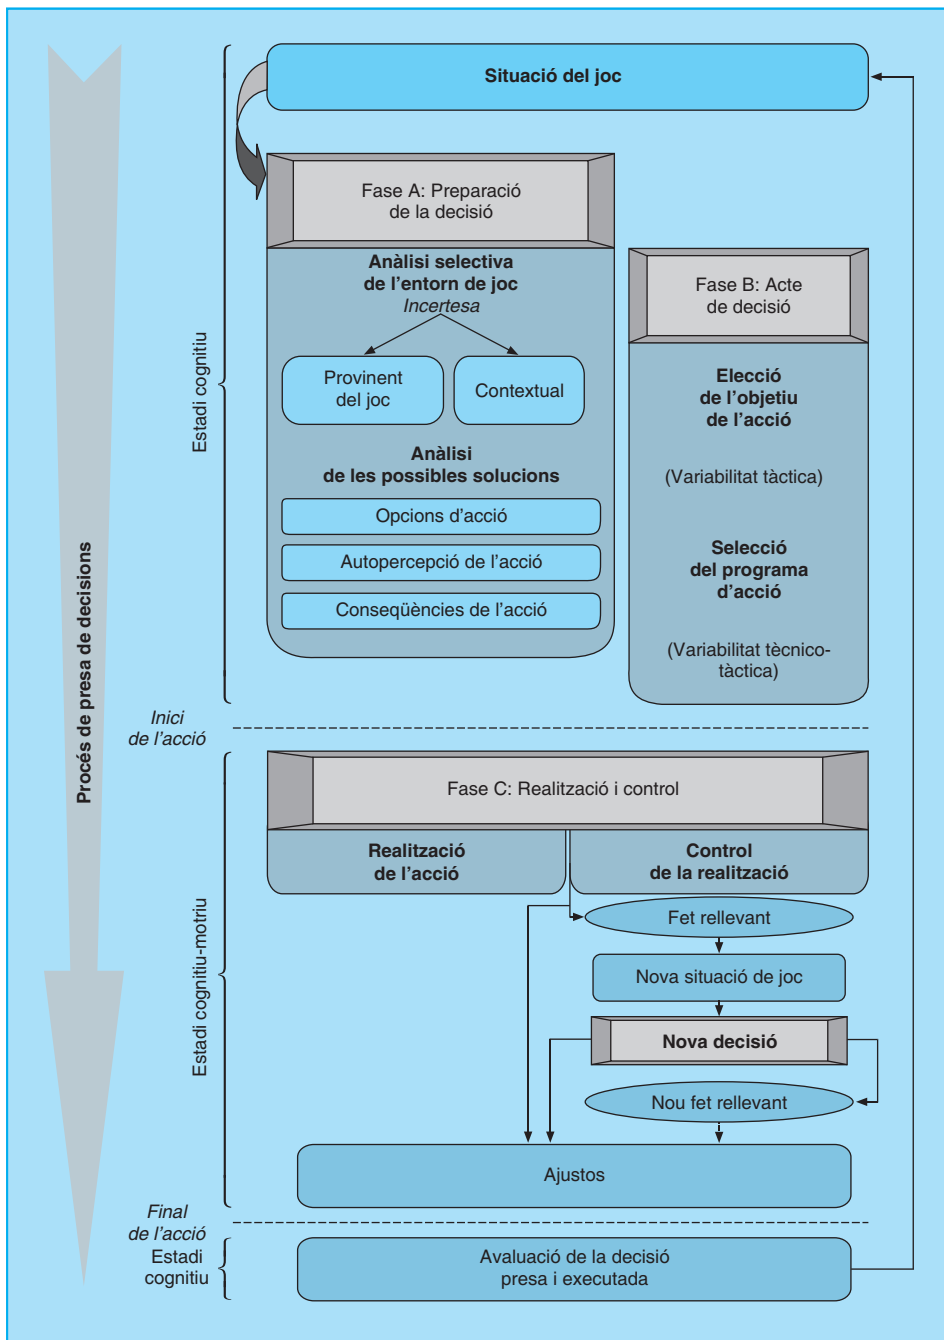 Situació del joc
Fase A: Preparació
de la decisió
Anàlisi selectiva
de l’entorn de joc
Incertesa
Provinent
del joc
Contextual
Anàlisi
de les possibles solucions
Opcions d’acció
Autopercepció de l’acció
Conseqüències de l’acció
Fase B: Acte
de decisió
Elecció
de l’objetiu
de l’acció
(Variabilitat tàctica)
Selecció
del programa
d’acció
(Variabilitat tècnico-
tàctica)
Estadi cognitiu
Procés de presa de decisions
Inici
de l’acció
Fase C: Realització i control
Realització
de l’acció
Control
de la realització
Fet rellevant
Nova situació de joc
Nova decisió
Nou fet rellevant
Ajustos
Estadi cognitiu-motriu
Final
de l’acció
Estadi
cognitiu
Avaluació de la decisió
presa i executada